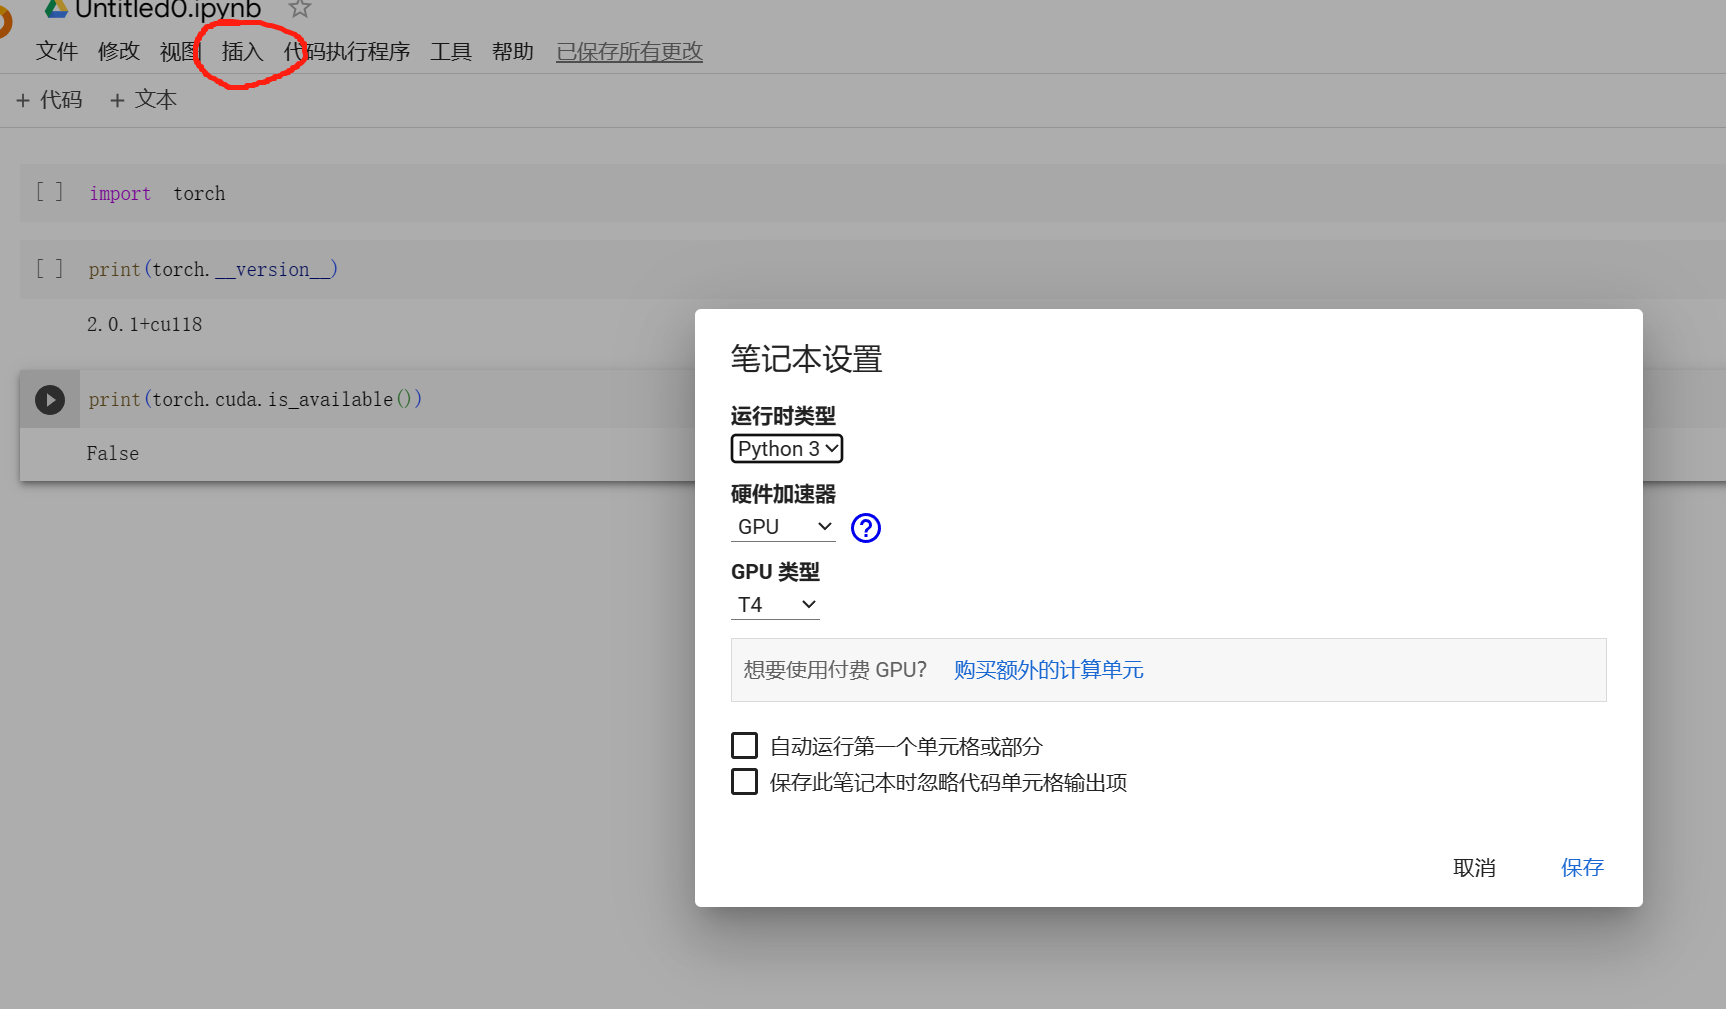 Untitled0.ipynb
文件 修改 视图 插入 代码执行程序 工具 帮助 已保存所有更改
+ 代码 + 文本
[ ] import torch
[ ] print(torch.__version__)
2.0.1+cu118
print(torch.cuda.is_available())
False
笔记本设置
运行时类型
Python 3
硬件加速器
GPU ?
GPU 类型
T4
想要使用付费 GPU? 购买额外的计算单元
自动运行第一个单元格或部分
保存此笔记本时忽略代码单元格输出项
取消 保存